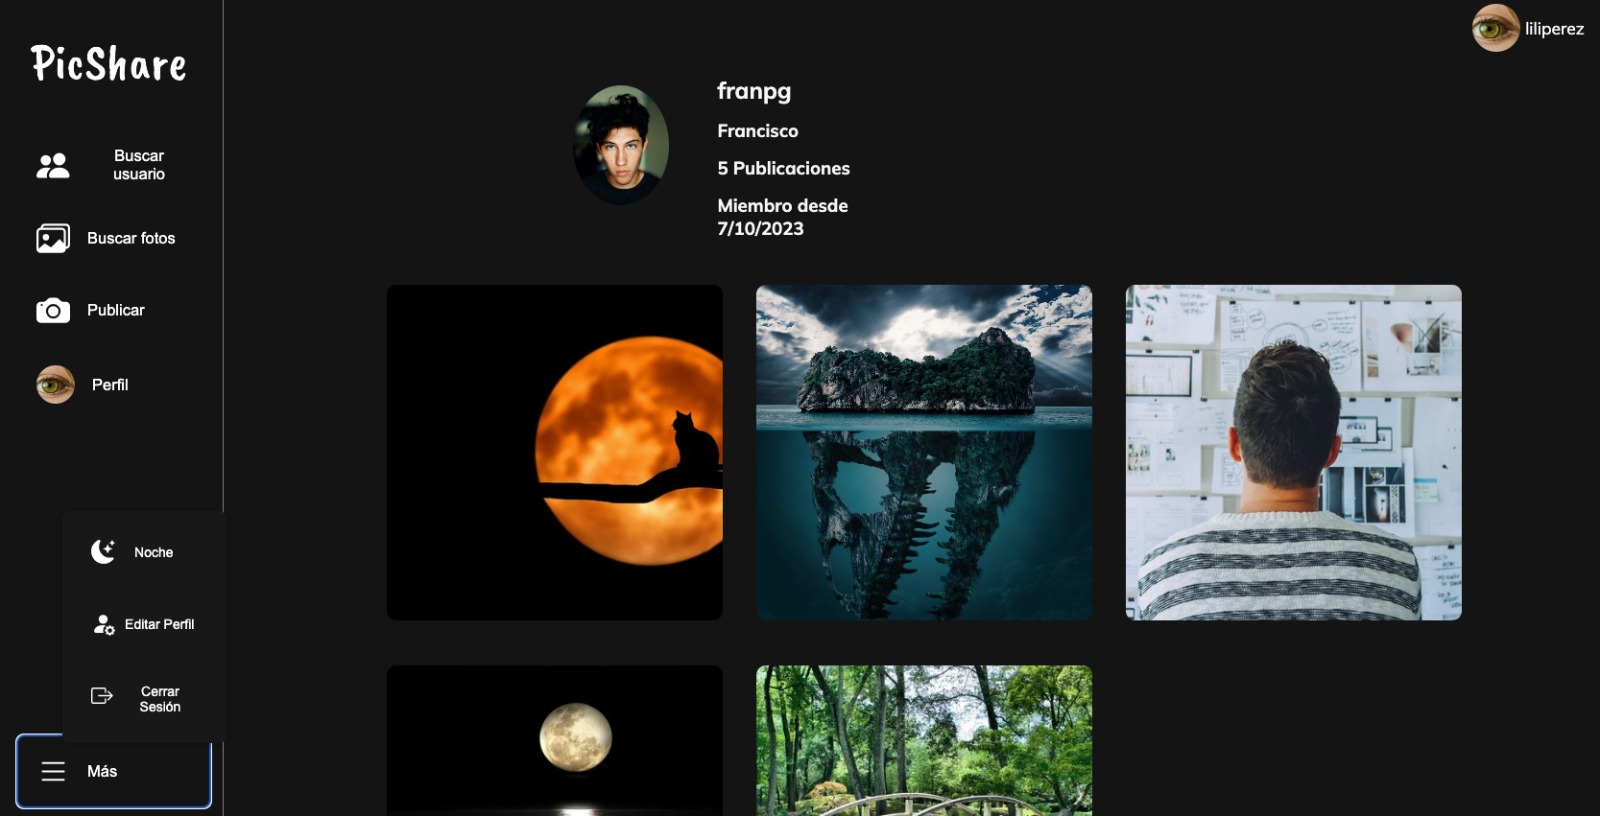 PicShare
Buscar
usuario
Buscar fotos
Publicar
Perfil
Noche
Editar Perfil
Cerrar
Sesión
Más
liliperez
franpg
Francisco
5 Publicaciones
Miembro desde
7/10/2023